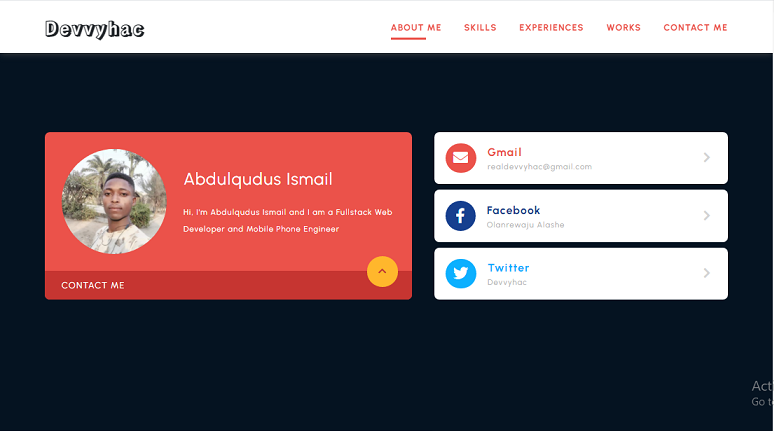 Devvyhac
ABOUT ME SKILLS EXPERIENCES WORKS CONTACT ME
Abdulqudus Ismail
Hi, I'm Abdulqudus Ismail and I am a Fullstack Web
Developer and Mobile Phone Engineer
CONTACT ME
Gmail
realdevvyhac@gmail.com
Facebook
Olanrewaju Alashe
Twitter
Devvyhac
Go